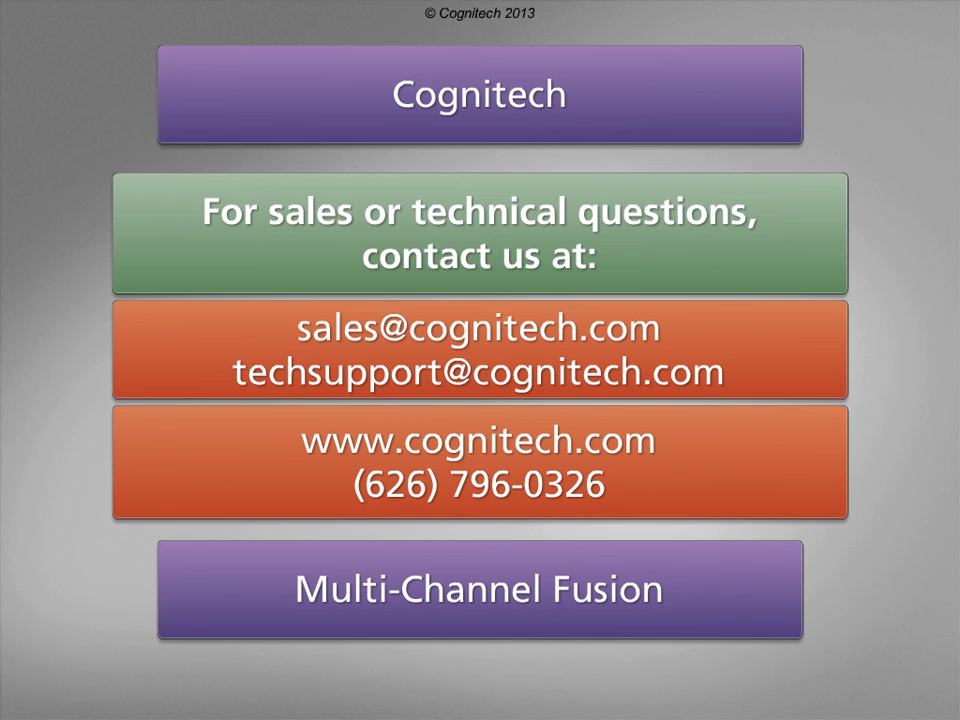 © Cognitech 2013
Cognitech
For sales or technical questions,
contact us at:
sales@cognitech.com
techsupport@cognitech.com
www.cognitech.com
(626) 796-0326
Multi-Channel Fusion